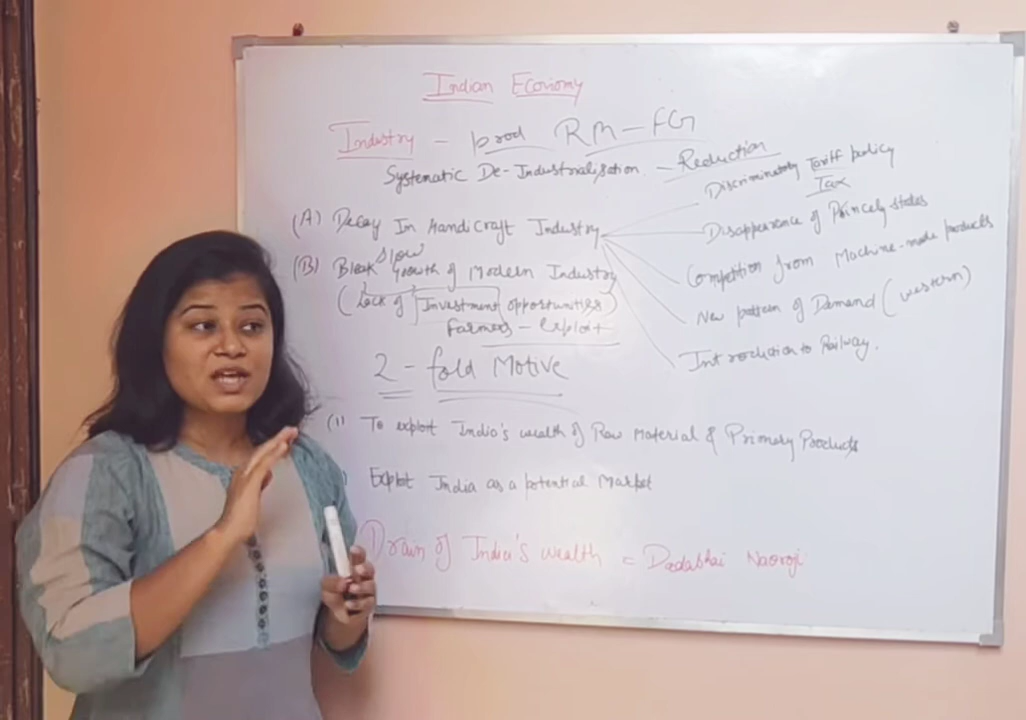 Indian Economy
Industry - prod RM - FG
Systematic De-Industrialisation - Reduction
Discriminatory Tariff policy
Tax
(A) Decay In Handicraft Industry
Disappearance of Princely states
Competition from Machine-made products
New pattern of Demand (western)
Introduction to Railway.
slow
(B) Bleak growth of Modern Industry
(Lack of Investment opportunities)
Farmers - exploit
2-fold Motive
(1) To exploit India's wealth of Raw Material & Primary Products
) Exploit India as a potential Market
Drain of India's wealth = Dadabhai Naoroji